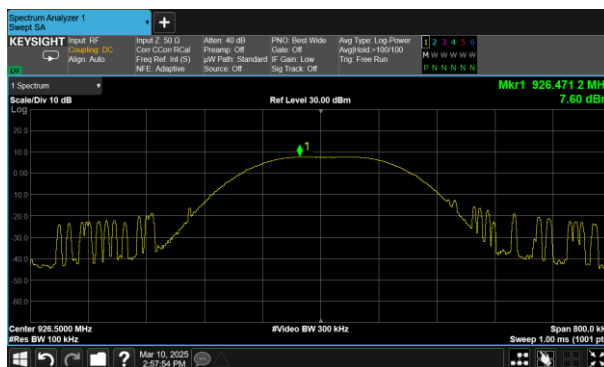 Spectrum Analyzer 1
Swept SA
+
KEYSIGHT
Input: RF
Coupling: DC
Align: Auto
Input Z: 50 Ω
Corr CCorr RCal
Freq Ref: Int (S)
NFE: Adaptive
Atten: 40 dB
Preamp: Off
µW Path: Standard
Source: Off
PNO: Best Wide
Gate: Off
IF Gain: Low
Sig Track: Off
Avg Type: Log-Power
Avg|Hold:>100/100
Trig: Free Run
1 2 3 4 5 6
M W W W W W
P N N N N N
1 Spectrum
Mkr1 926.471 2 MH
Scale/Div 10 dB
Ref Level 30.00 dBm
7.60 dBr
Log
20.0
10.0
0.00
-10.0
-20.0
-30.0
-40.0
-50.0
-60.0
1
Center 926.5000 MHz
#Video BW 300 kHz
Span 800.0 k
#Res BW 100 kHz
Sweep 1.00 ms (1001 pt
?
Mar 10, 2025
2:57:54 PM